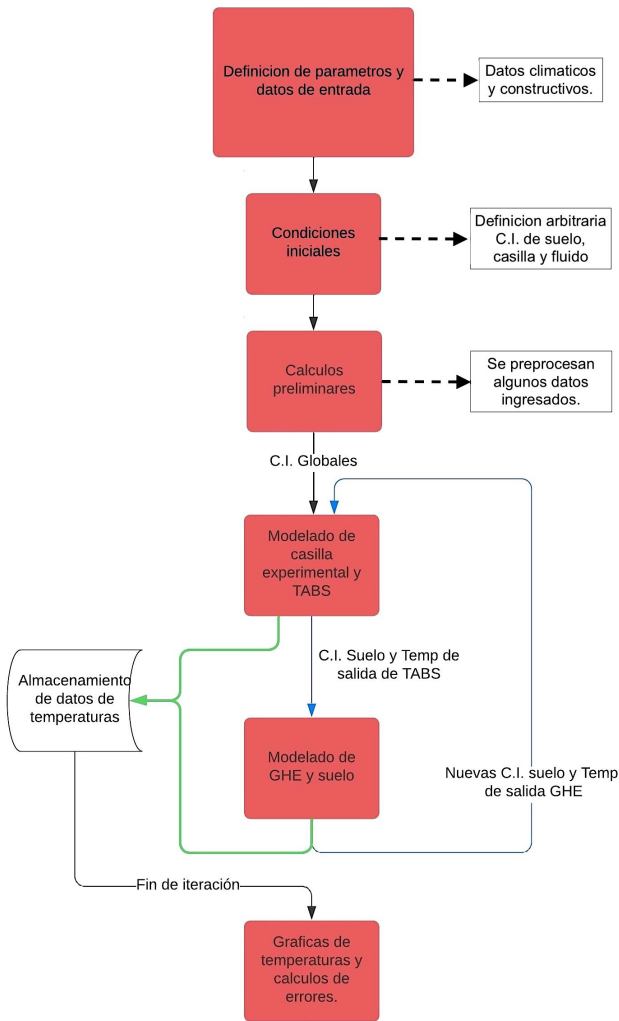 Definicion de parametros y
datos de entrada
Datos climaticos
y constructivos.
Condiciones
iniciales
Definicion arbitraria
C.I. de suelo,
casilla y fluido
Calculos
preliminares
Se preprocesan
algunos datos
ingresados.
C.I. Globales
Modelado de
casilla
experimental y
TABS
C.I. Suelo y Temp de
salida de TABS
Almacenamiento
de datos de
temperaturas
Modelado de
GHE y suelo
Nuevas C.I. suelo y Temp
de salida GHE
Fin de iteración
Graficas de
temperaturas y
calculos de
errores.